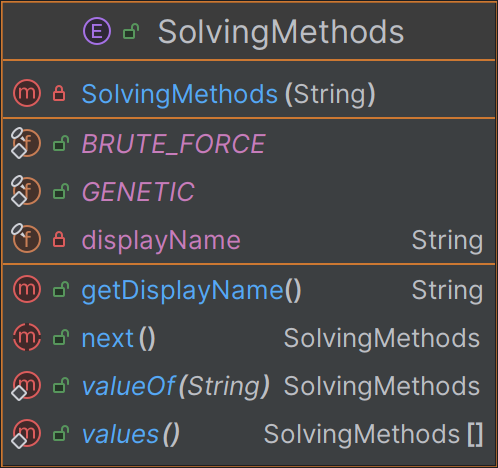 E SolvingMethods
m SolvingMethods(String)
f BRUTE_FORCE
f GENETIC
f displayName String
m getDisplayName() String
m next() SolvingMethods
m valueOf(String) SolvingMethods
m values() SolvingMethods[]